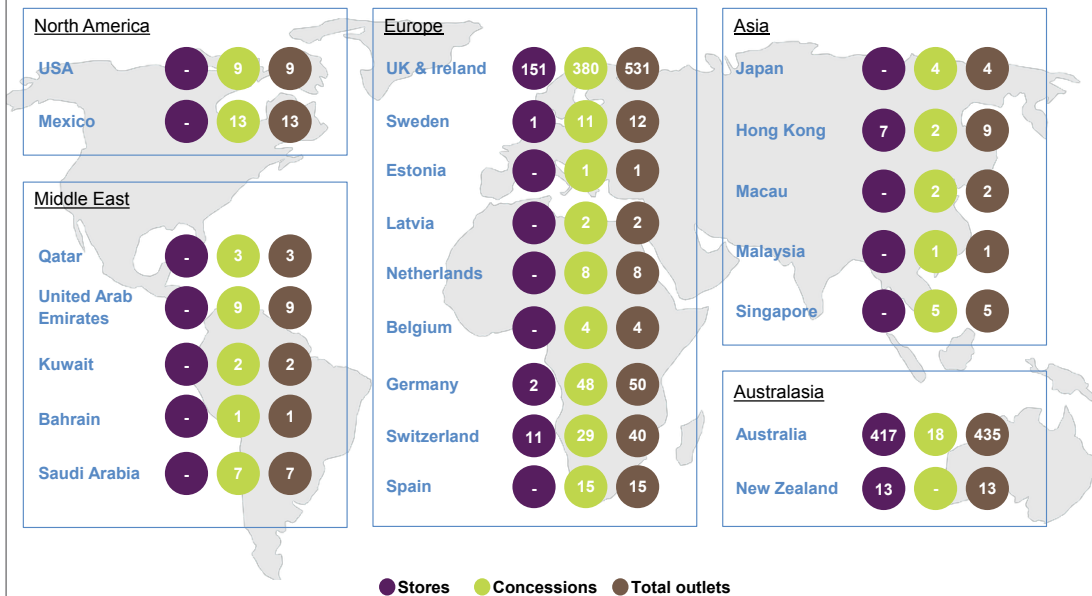 North America
USA - 9 9
Mexico - 13 13
Middle East
Qatar - 3 3
United Arab
Emirates - 9 9
Kuwait - 2 2
Bahrain - 1 1
Saudi Arabia - 7 7
Europe
UK & Ireland 151 380 531
Sweden 1 11 12
Estonia - 1 1
Latvia - 2 2
Netherlands - 8 8
Belgium - 4 4
Germany 2 48 50
Switzerland 11 29 40
Spain - 15 15
Asia
Japan - 4 4
Hong Kong 7 2 9
Macau - 2 2
Malaysia - 1 1
Singapore - 5 5
Australasia
Australia 417 18 435
New Zealand 13 - 13
Stores Concessions Total outlets